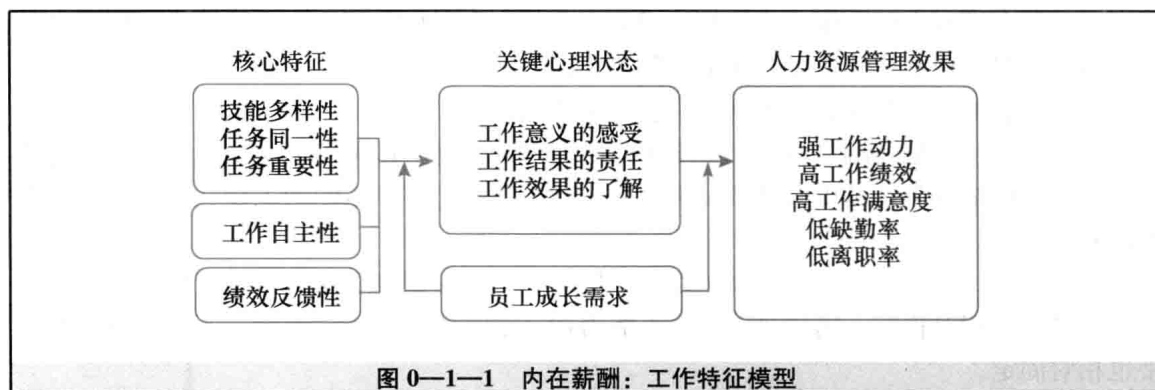 核心特征
关键心理状态
人力资源管理效果
技能多样性
任务同一性
任务重要性
工作自主性
绩效反馈性
工作意义的感受
工作结果的责任
工作效果的了解
员工成长需求
强工作动力
高工作绩效
高工作满意度
低缺勤率
低离职率
图 0—1—1 内在薪酬：工作特征模型